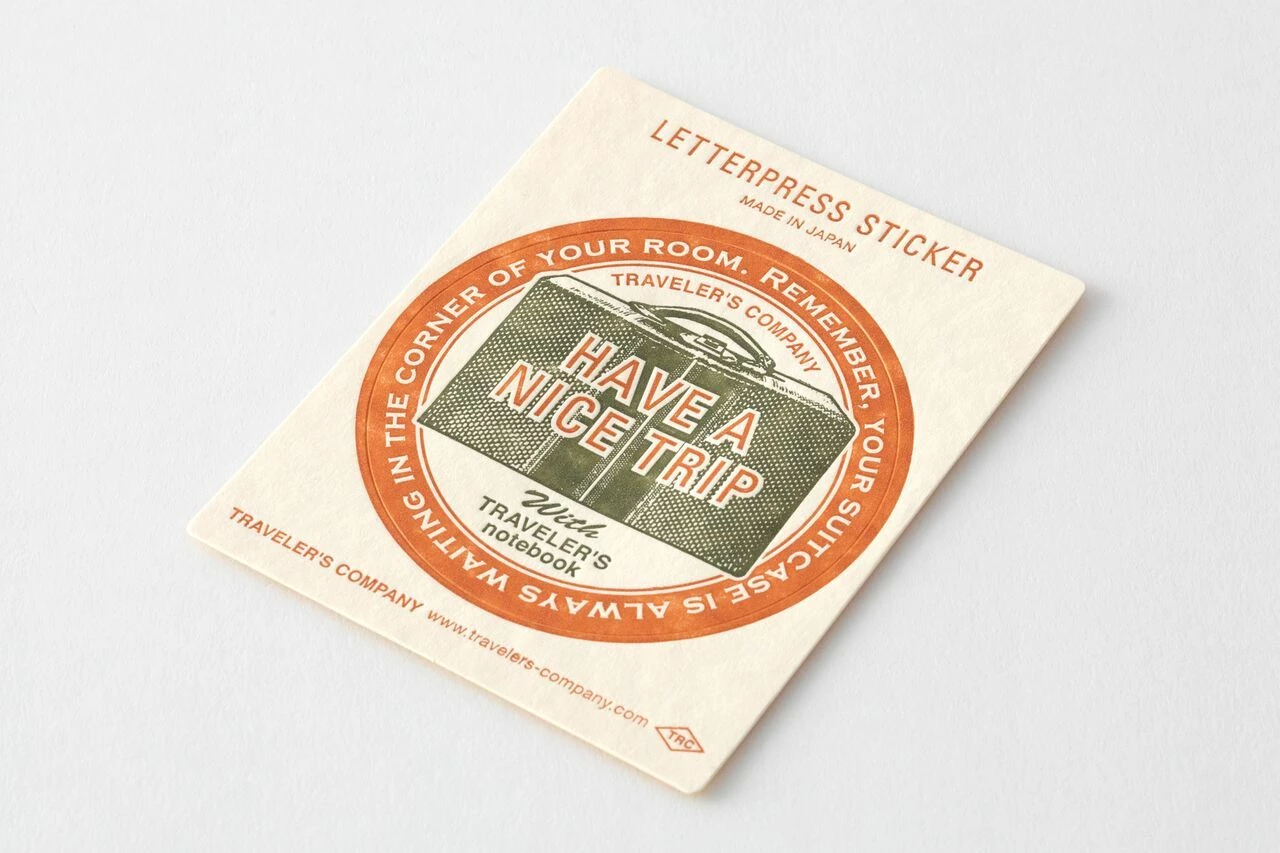 LETTERPRESS STICKER
MADE IN JAPAN
REMEMBER, YOUR SUITCASE IS ALWAYS WAITING IN THE CORNER OF YOUR ROOM.
TRAVELER'S COMPANY
HAVE A
NICE TRIP
With
TRAVELER'S
notebook
TRAVELER'S COMPANY www.travelers-company.com
TRC